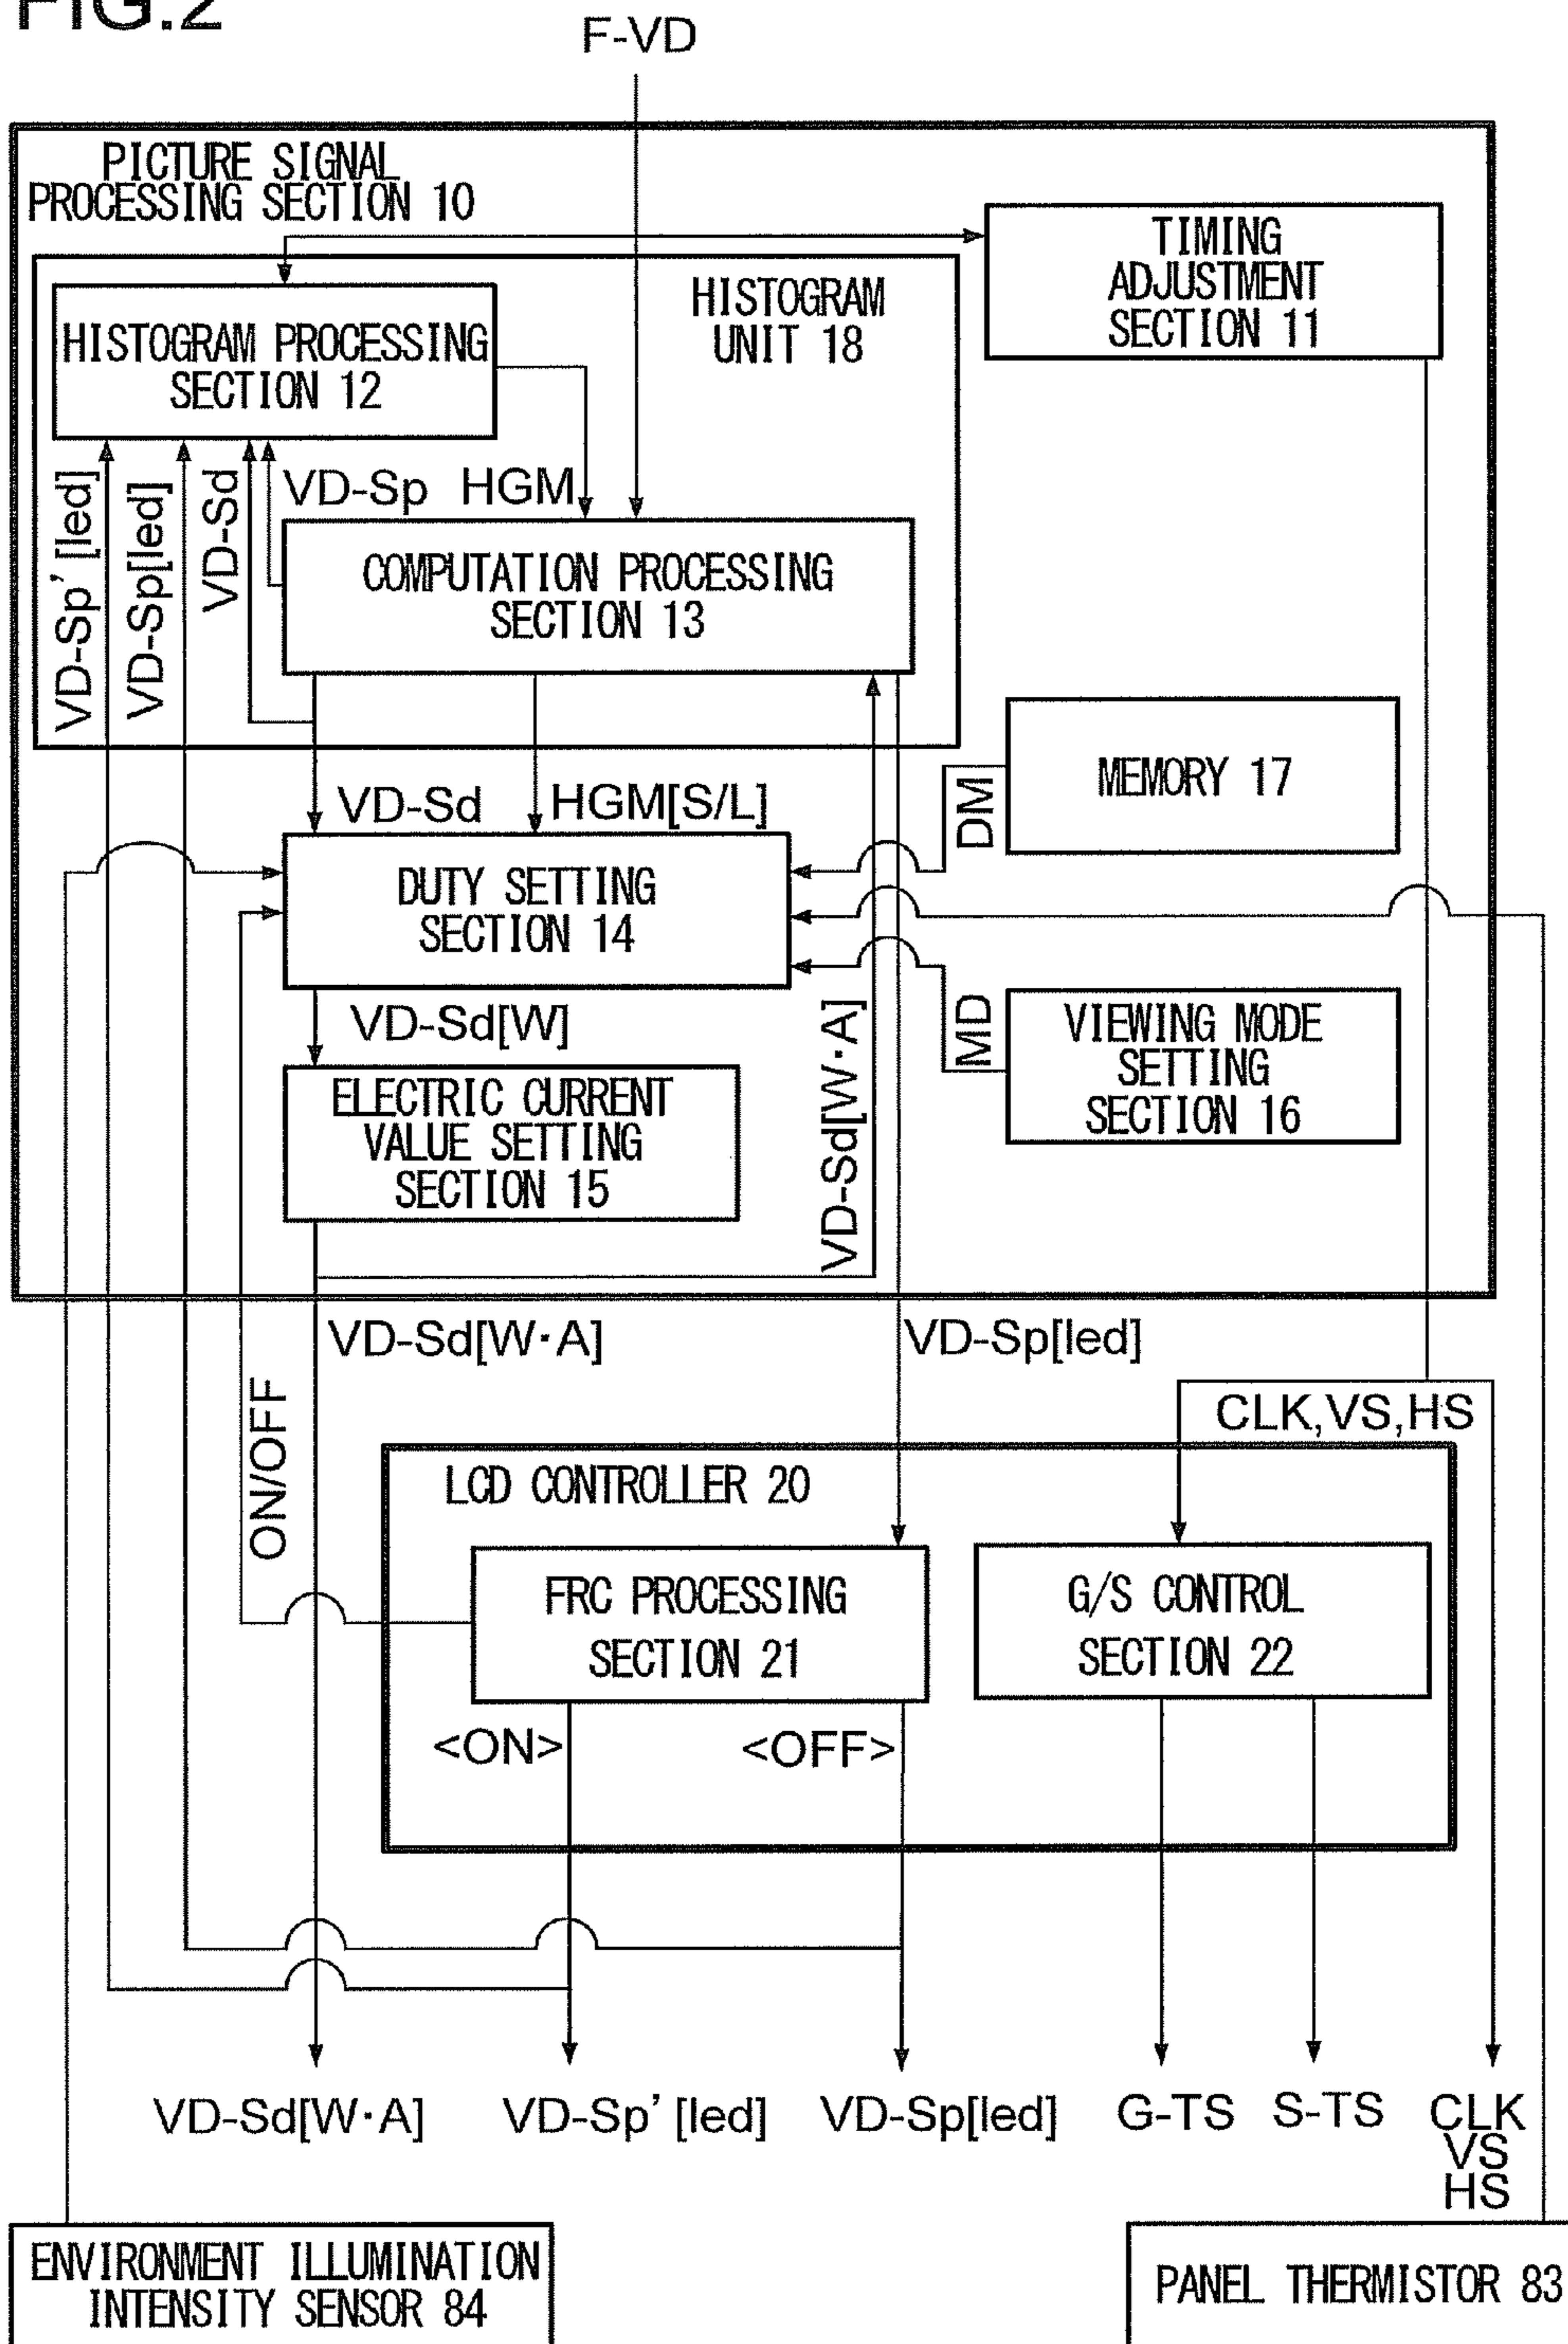 FIG.2
F-VD
PICTURE SIGNAL
PROCESSING SECTION 10
TIMING
ADJUSTMENT
SECTION 11
HISTOGRAM
UNIT 18
HISTOGRAM PROCESSING
SECTION 12
VD-Sp'[led]
VD-Sp[led]
VD-Sd
VD-Sp
HGM
COMPUTATION PROCESSING
SECTION 13
MEMORY 17
VD-Sd
HGM[S/L]
DM
DUTY SETTING
SECTION 14
VD-Sd[W]
VD-Sd[W·A]
MD
VIEWING MODE
SETTING
SECTION 16
ELECTRIC CURRENT
VALUE SETTING
SECTION 15
VD-Sd[W·A]
VD-Sp[led]
ON/OFF
CLK,VS,HS
LCD CONTROLLER 20
FRC PROCESSING
SECTION 21
G/S CONTROL
SECTION 22
<ON>
<OFF>
VD-Sd[W·A]
VD-Sp'[led]
VD-Sp[led]
G-TS
S-TS
CLK
VS
HS
ENVIRONMENT ILLUMINATION
INTENSITY SENSOR 84
PANEL THERMISTOR 83